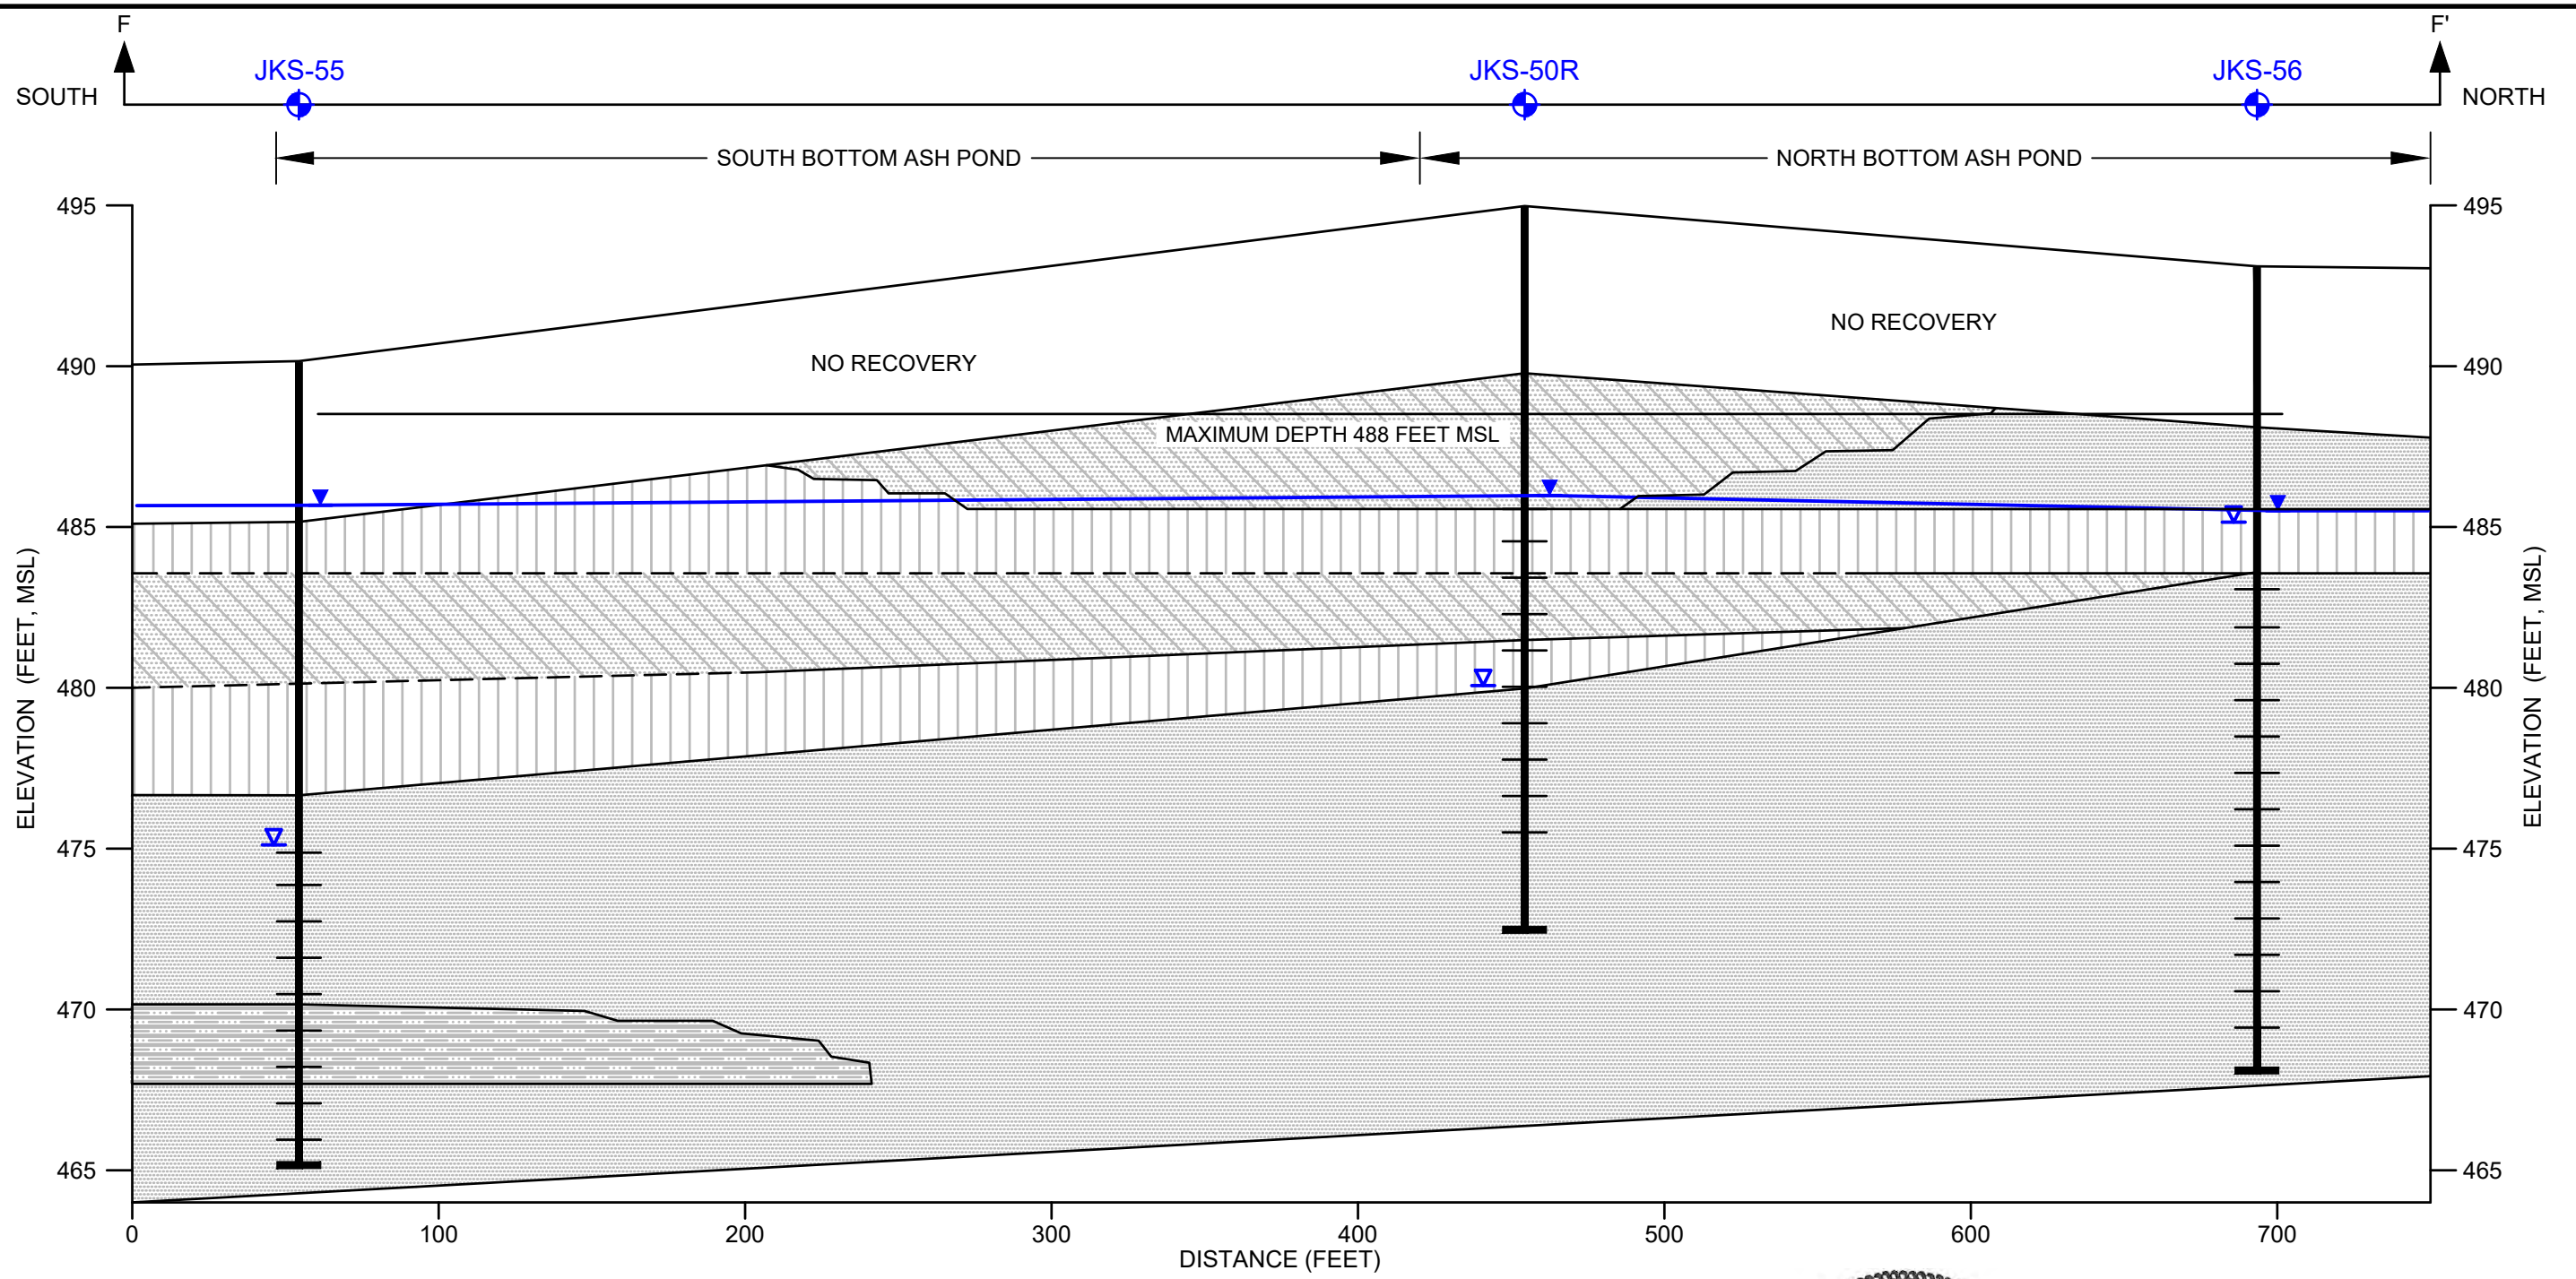 F F'
JKS-55 JKS-50R JKS-56
SOUTH NORTH
SOUTH BOTTOM ASH POND NORTH BOTTOM ASH POND
495 495
NO RECOVERY
490 NO RECOVERY 490
MAXIMUM DEPTH 488 FEET MSL
485 485
480 480
475 475
470 470
465 465
ELEVATION (FEET, MSL)
ELEVATION (FEET, MSL)
0 100 200 300 400 500 600 700
DISTANCE (FEET)